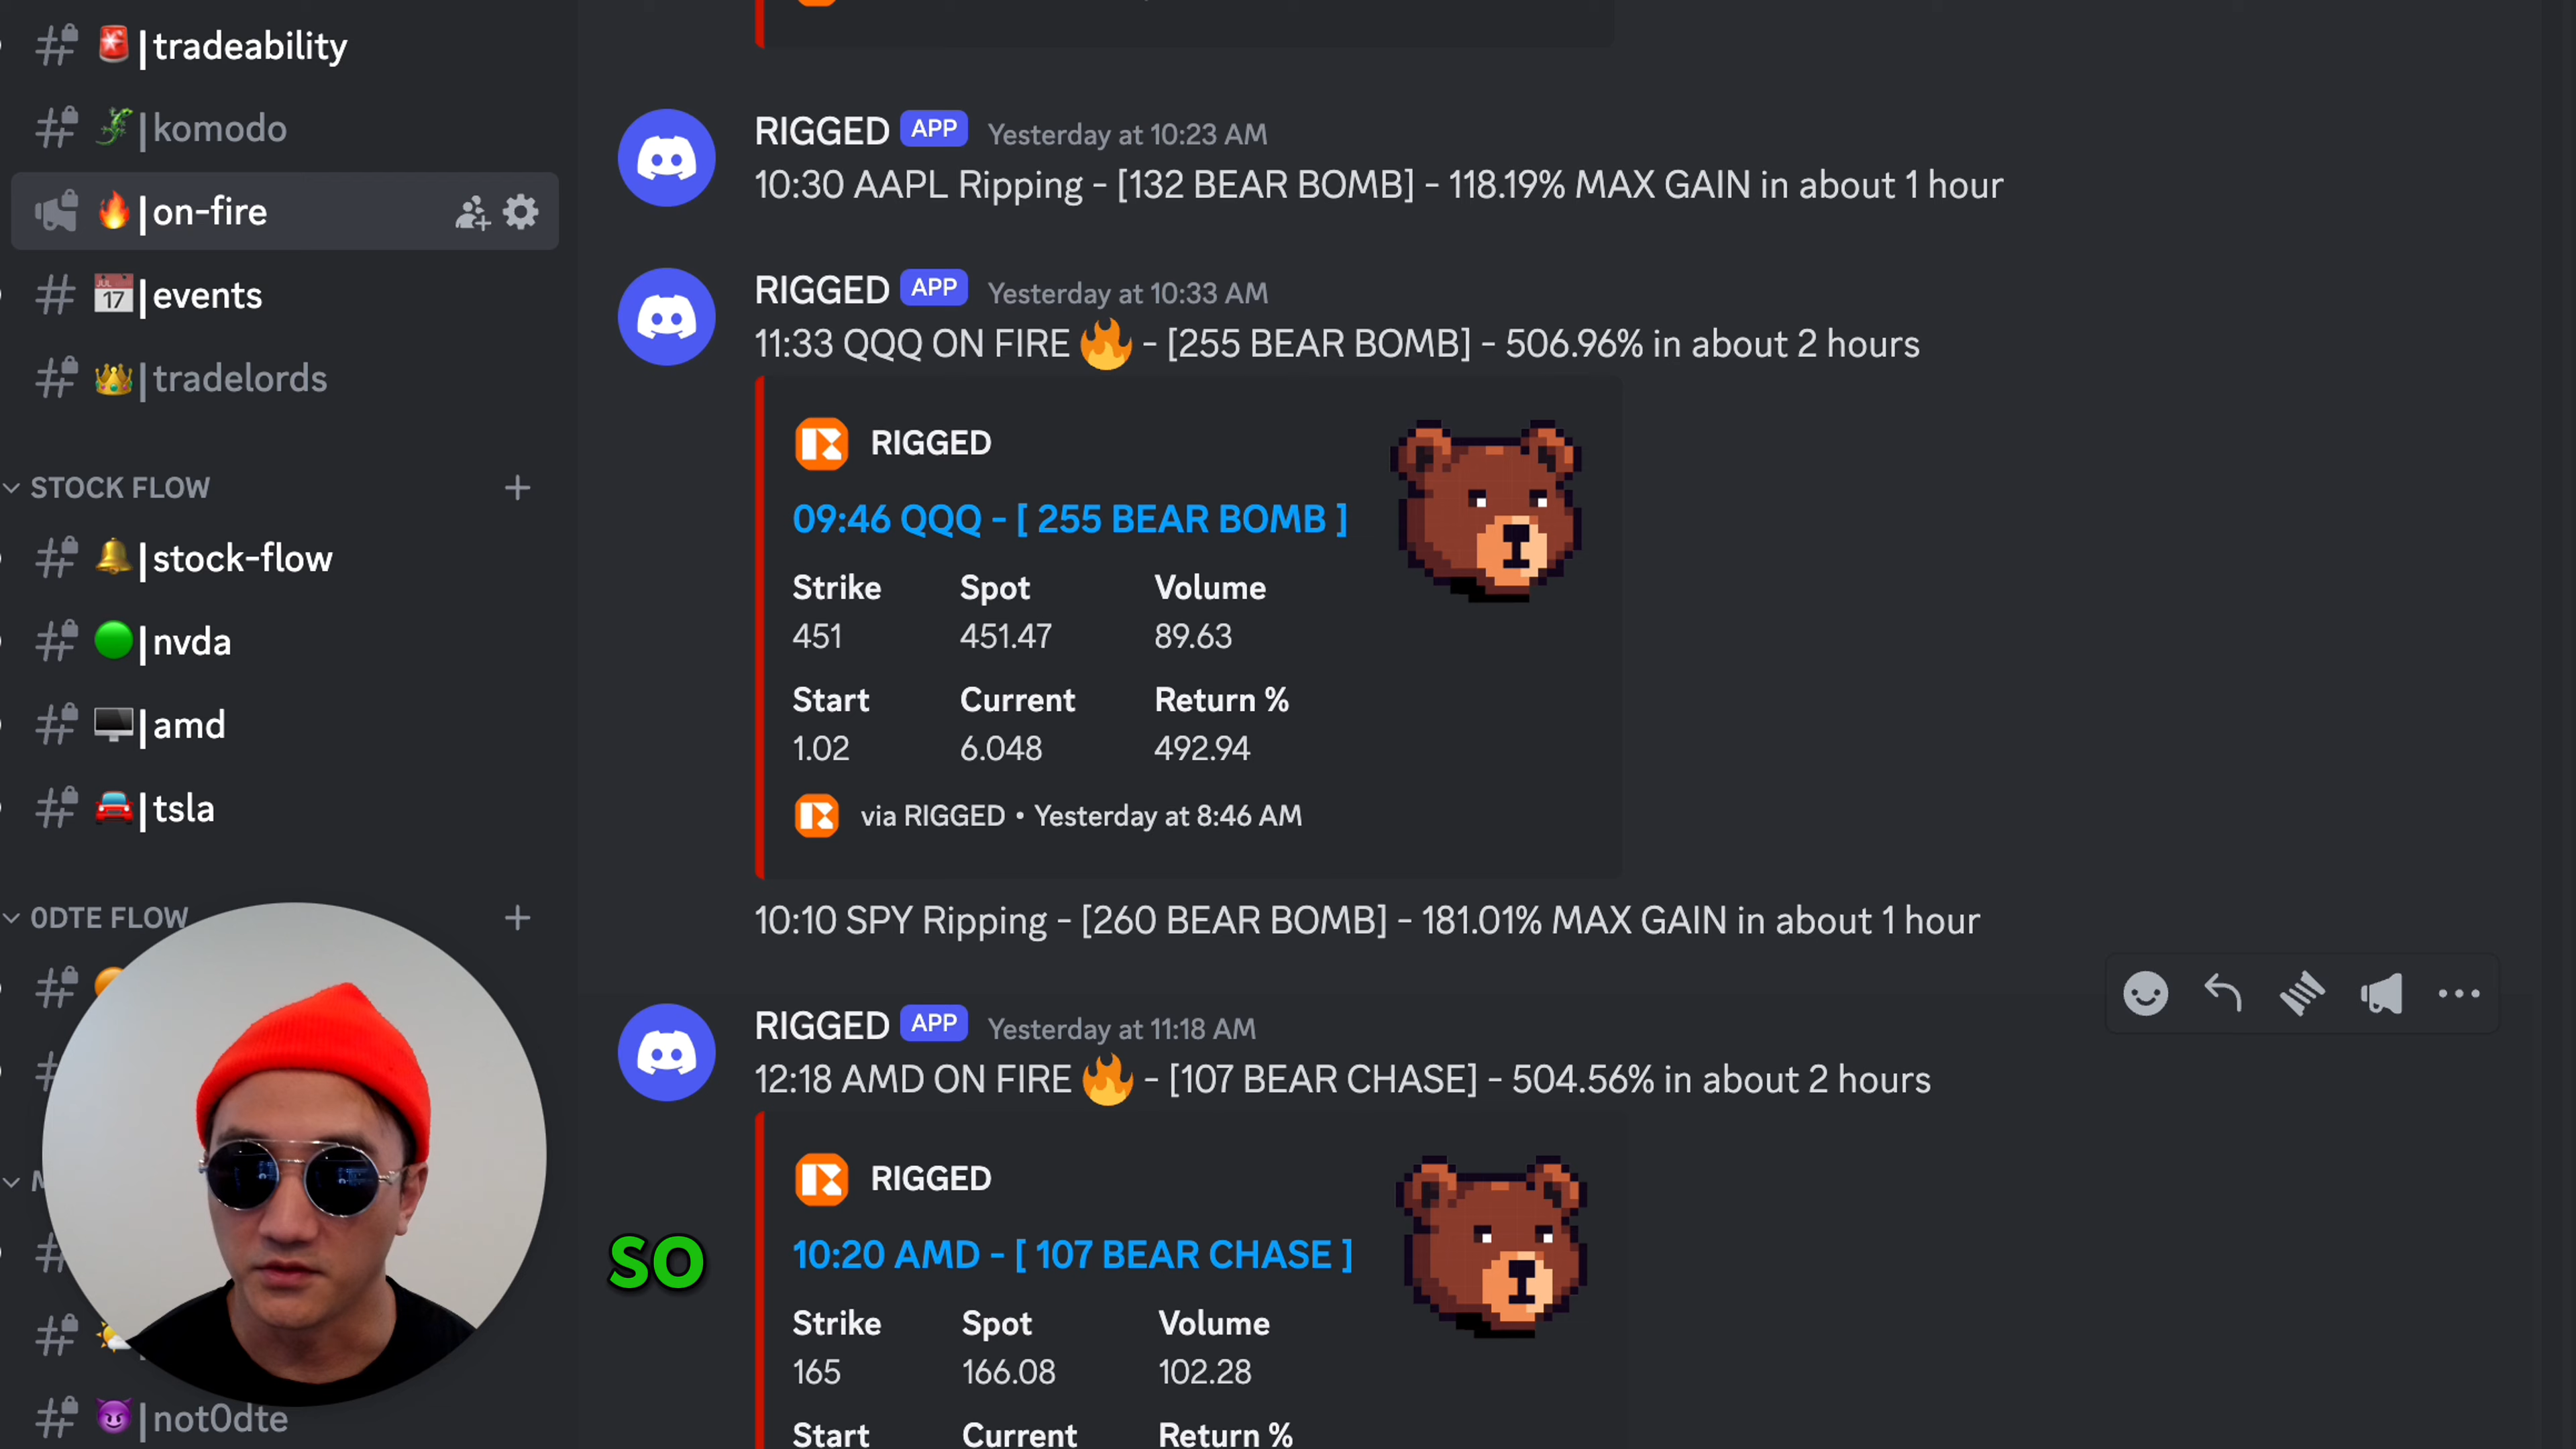 |tradeability
|komodo
|on-fire
JUL
17
|events
|tradelords
STOCK FLOW
|stock-flow
|nvda
|amd
|tsla
0DTE FLOW
|not0dte
RIGGED APP Yesterday at 10:23 AM
10:30 AAPL Ripping - [132 BEAR BOMB] - 118.19% MAX GAIN in about 1 hour
RIGGED APP Yesterday at 10:33 AM
11:33 QQQ ON FIRE 🔥 - [255 BEAR BOMB] - 506.96% in about 2 hours
RIGGED
09:46 QQQ - [ 255 BEAR BOMB ]
Strike Spot Volume
451 451.47 89.63
Start Current Return %
1.02 6.048 492.94
via RIGGED • Yesterday at 8:46 AM
10:10 SPY Ripping - [260 BEAR BOMB] - 181.01% MAX GAIN in about 1 hour
RIGGED APP Yesterday at 11:18 AM
12:18 AMD ON FIRE 🔥 - [107 BEAR CHASE] - 504.56% in about 2 hours
RIGGED
10:20 AMD - [ 107 BEAR CHASE ]
Strike Spot Volume
165 166.08 102.28
Start Current Return %
SO